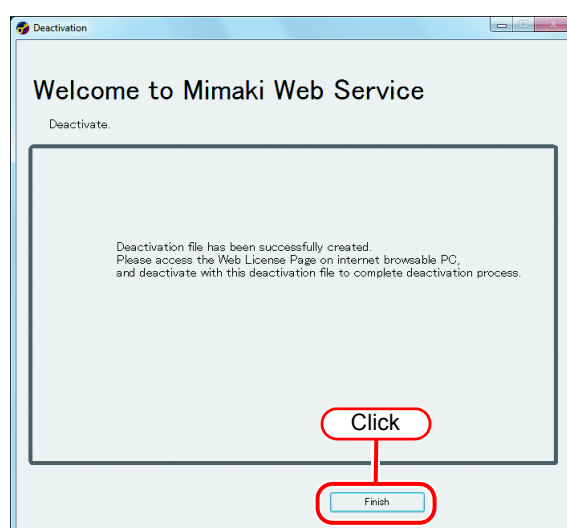 Deactivation
Welcome to Mimaki Web Service
Deactivate.
Deactivation file has been successfully created.
Please access the Web License Page on internet browsable PC,
and deactivate with this deactivation file to complete deactivation process.
Click
Finish